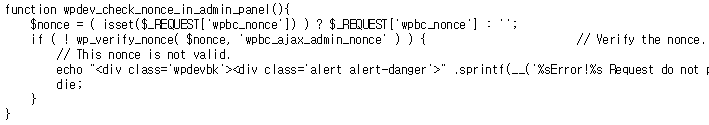 function wpdev_check_nonce_in_admin_panel(){
$nonce = ( isset($_REQUEST['wpbc_nonce']) ) ? $_REQUEST['wpbc_nonce'] : '';
if ( ! wp_verify_nonce( $nonce, 'wpbc_ajax_admin_nonce' ) ) { // Verify the nonce.
// This nonce is not valid.
echo "<div class='wpdevbk'><div class='alert alert-danger'>" .sprintf(__('%sError!%s Request do not
die;
}
}